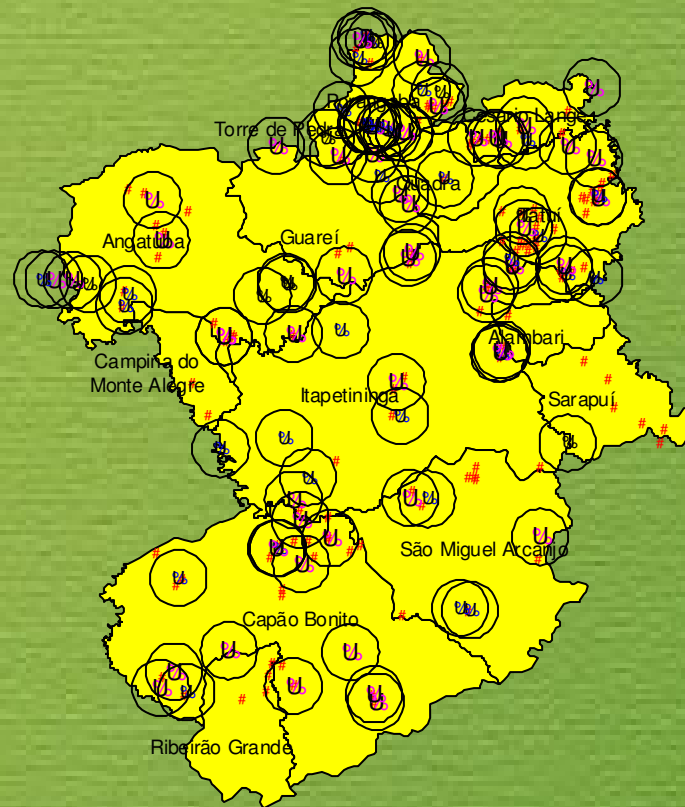 Porangaba
Cesário Lange
Torre de Pedra
Quadra
Tatuí
Guareí
Angatuba
Alambari
Campina do
Monte Alegre
Itapetininga
Sarapuí
São Miguel Arcanjo
Capão Bonito
Ribeirão Grande